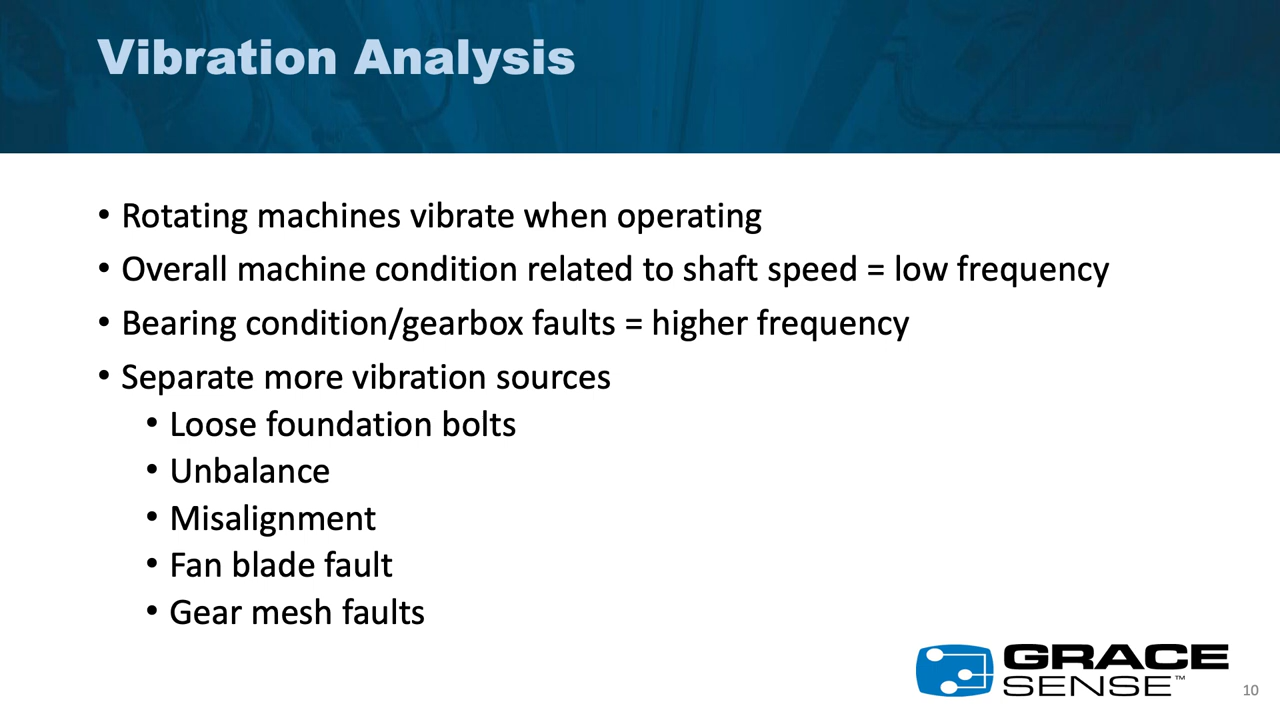 Vibration Analysis
• Rotating machines vibrate when operating
• Overall machine condition related to shaft speed = low frequency
• Bearing condition/gearbox faults = higher frequency
• Separate more vibration sources
• Loose foundation bolts
• Unbalance
• Misalignment
• Fan blade fault
• Gear mesh faults
GRACE
SENSE™
10